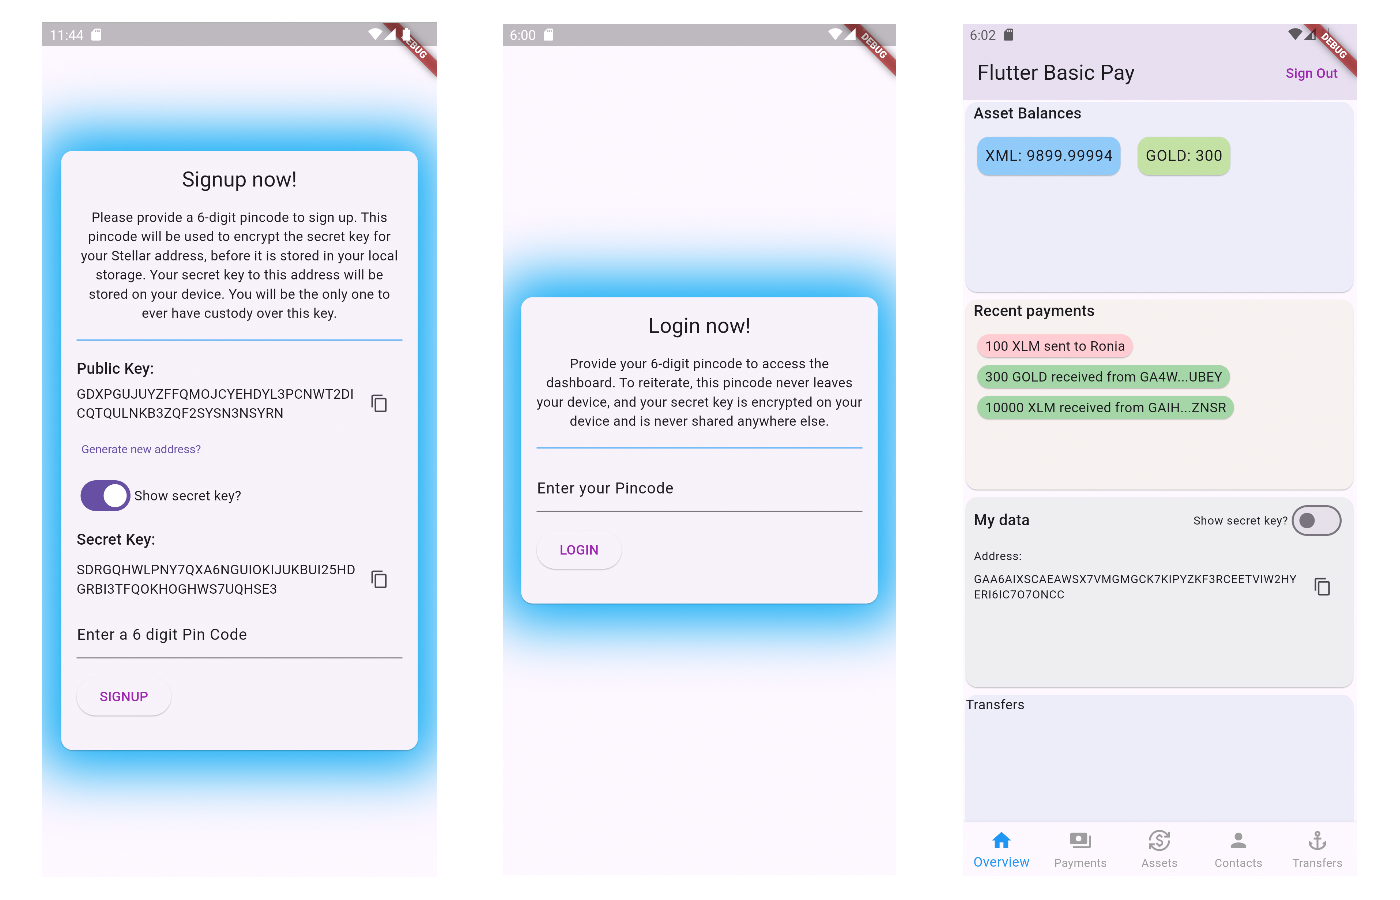 11:44
DEBUG
Signup now!
Please provide a 6-digit pincode to sign up. This
pincode will be used to encrypt the secret key for
your Stellar address, before it is stored in your local
storage. Your secret key to this address will be
stored on your device. You will be the only one to
ever have custody over this key.
Public Key:
GDXPGUJUYZFFQMOJCYEHDYL3PCNWT2DI
CQTQULNKB3ZQF2SYSN3NSYRN
Generate new address?
Show secret key?
Secret Key:
SDRGQHWLPNY7QXA6NGUIOKIJUKBUI25HD
GRBI3TFQOKHOGHWS7UQHSE3
Enter a 6 digit Pin Code
SIGNUP
6:00
DEBUG
Login now!
Provide your 6-digit pincode to access the
dashboard. To reiterate, this pincode never leaves
your device, and your secret key is encrypted on your
device and is never shared anywhere else.
Enter your Pincode
LOGIN
6:02
DEBUG
Flutter Basic Pay
Sign Out
Asset Balances
XML: 9899.99994
GOLD: 300
Recent payments
100 XLM sent to Ronia
300 GOLD received from GA4W...UBEY
10000 XLM received from GAIH...ZNSR
My data
Show secret key?
Address:
GAA6AIXSCAEAWSX7VMGMGCK7KIPYZKF3RCEETVIW2HY
ERI6IC7O7ONCC
Transfers
Overview
Payments
Assets
Contacts
Transfers